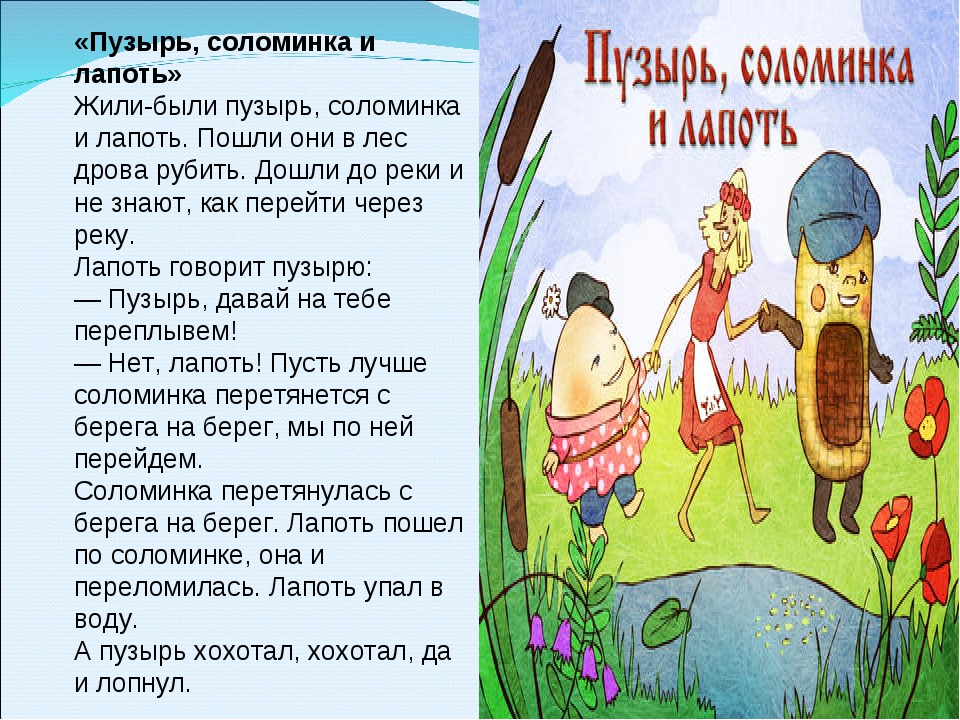 «Пузырь, соломинка и
лапоть»
Жили-были пузырь, соломинка
и лапоть. Пошли они в лес
дрова рубить. Дошли до реки и
не знают, как перейти через
реку.
Лапоть говорит пузырю:
— Пузырь, давай на тебе
переплывем!
— Нет, лапоть! Пусть лучше
соломинка перетянется с
берега на берег, мы по ней
перейдем.
Соломинка перетянулась с
берега на берег. Лапоть пошел
по соломинке, она и
переломилась. Лапоть упал в
воду.
А пузырь хохотал, хохотал, да
и лопнул.
Пузырь, соломинка
и лапоть